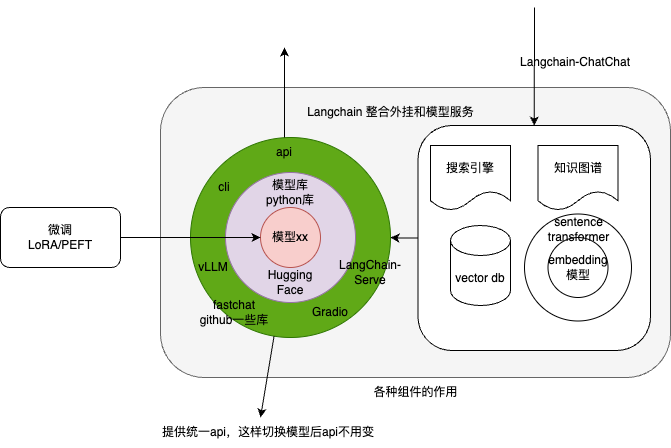 Langchain-ChatChat
Langchain 整合外挂和模型服务
api
cli
模型库
python库
模型xx
Hugging
Face
vLLM
LangChain-
Serve
fastchat
github一些库
Gradio
微调
LoRA/PEFT
搜索引擎
知识图谱
vector db
sentence
transformer
embedding
模型
各种组件的作用
提供统一api，这样切换模型后api不用变